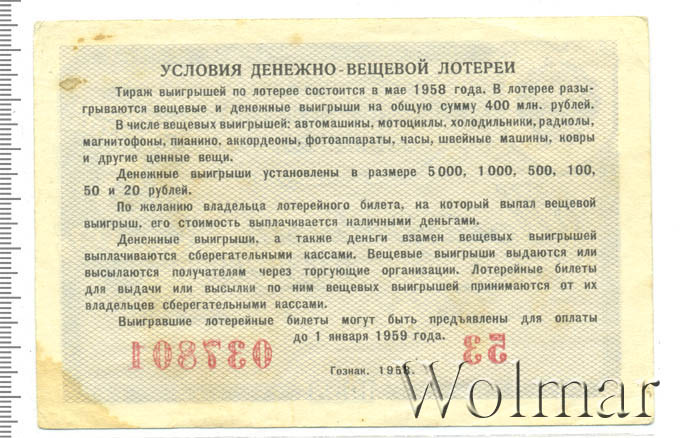 УСЛОВИЯ ДЕНЕЖНО-ВЕЩЕВОЙ ЛОТЕРЕИ
Тираж выигрышей по лотерее состоится в мае 1958 года. В лотерее разы-
грываются вещевые и денежные выигрыши на общую сумму 400 млн. рублей.
В числе вещевых выигрышей: автомашины, мотоциклы, холодильники, радиолы,
магнитофоны, пианино, аккордеоны, фотоаппараты, часы, швейные машины, ковры
и другие ценные вещи.
Денежные выигрыши установлены в размере 5000, 1000, 500, 100,
50 и 20 рублей.
По желанию владельца лотерейного билета, на который выпал вещевой
выигрыш, его стоимость выплачивается наличными деньгами.
Денежные выигрыши, а также деньги взамен вещевых выигрышей
выплачиваются сберегательными кассами. Вещевые выигрыши выдаются или
высылаются получателям через торгующие организации. Лотерейные билеты
для выдачи или высылки по ним вещевых выигрышей принимаются от их
владельцев сберегательными кассами.
Выигравшие лотерейные билеты могут быть предъявлены для оплаты
до 1 января 1959 года.
037801 53
Гознак. 1958.
Wolmar